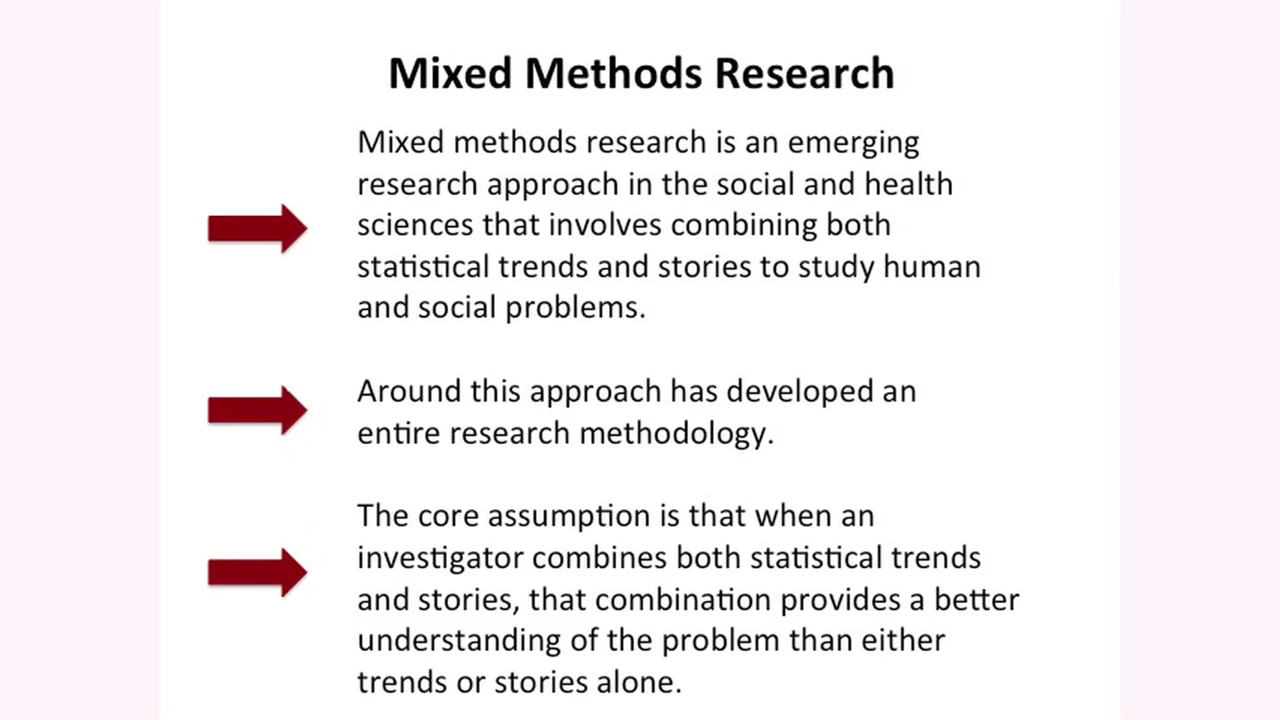 Mixed Methods Research
Mixed methods research is an emerging
research approach in the social and health
sciences that involves combining both
statistical trends and stories to study human
and social problems.
Around this approach has developed an
entire research methodology.
The core assumption is that when an
investigator combines both statistical trends
and stories, that combination provides a better
understanding of the problem than either
trends or stories alone.